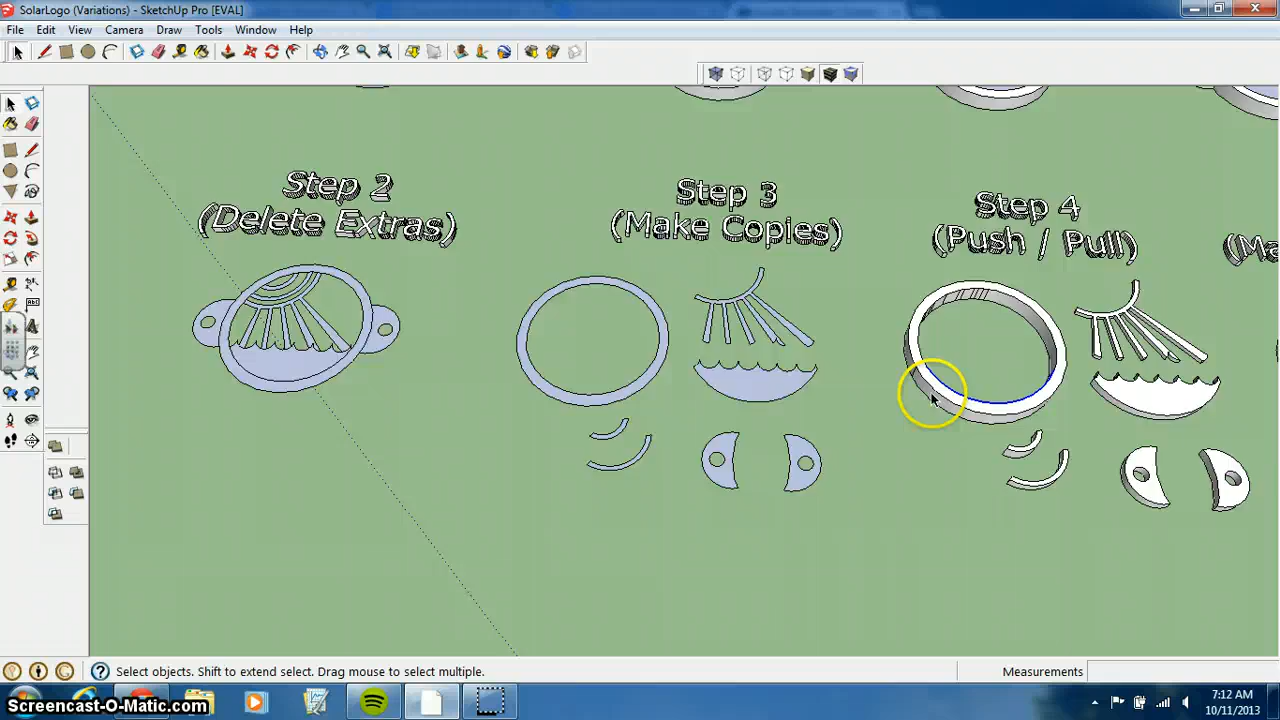 SolarLogo (Variations) - SketchUp Pro [EVAL]
File Edit View Camera Draw Tools Window Help
Step 2
(Delete Extras)
Step 3
(Make Copies)
Step 4
(Push / Pull)
(Ma
Select objects. Shift to extend select. Drag mouse to select multiple.
Measurements
7:12 AM
10/11/2013
Screencast-O-Matic.com